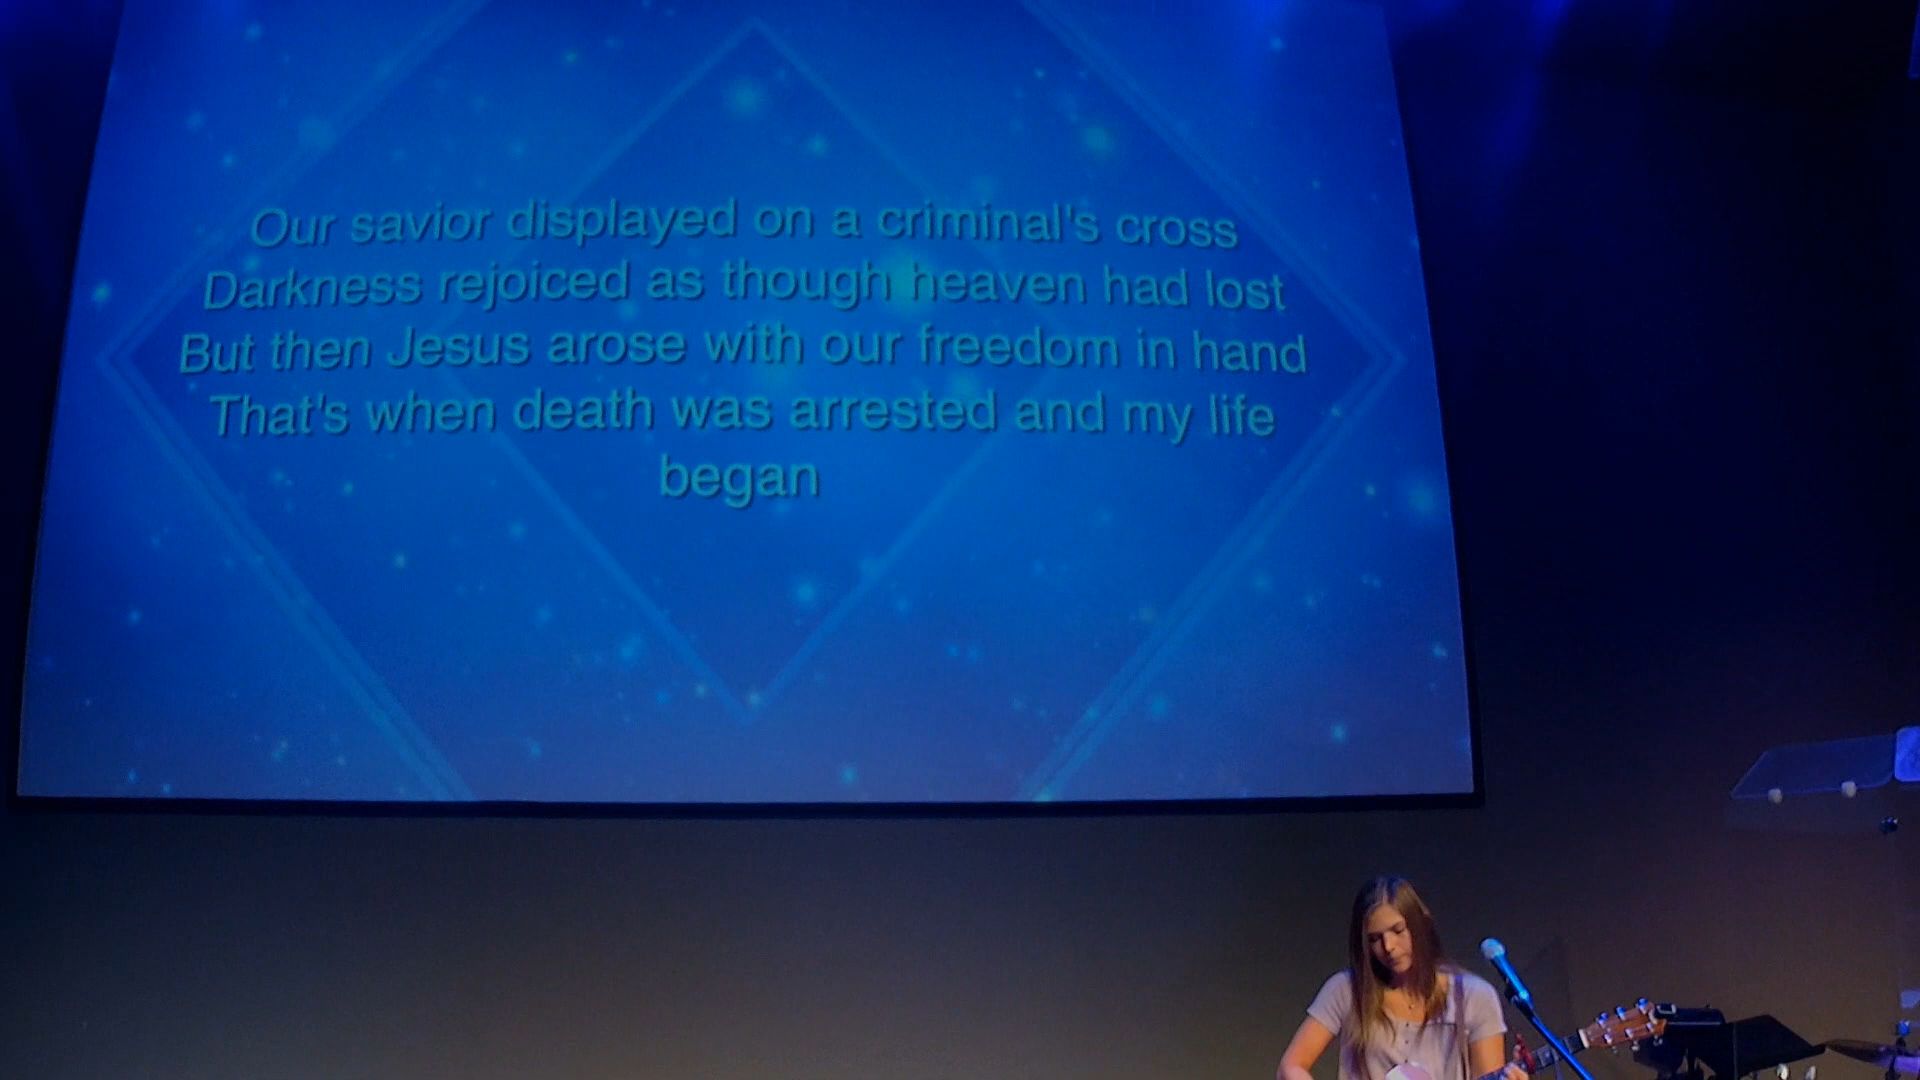 Our savior displayed on a criminal's cross
Darkness rejoiced as though heaven had lost
But then Jesus arose with our freedom in hand
That's when death was arrested and my life
began